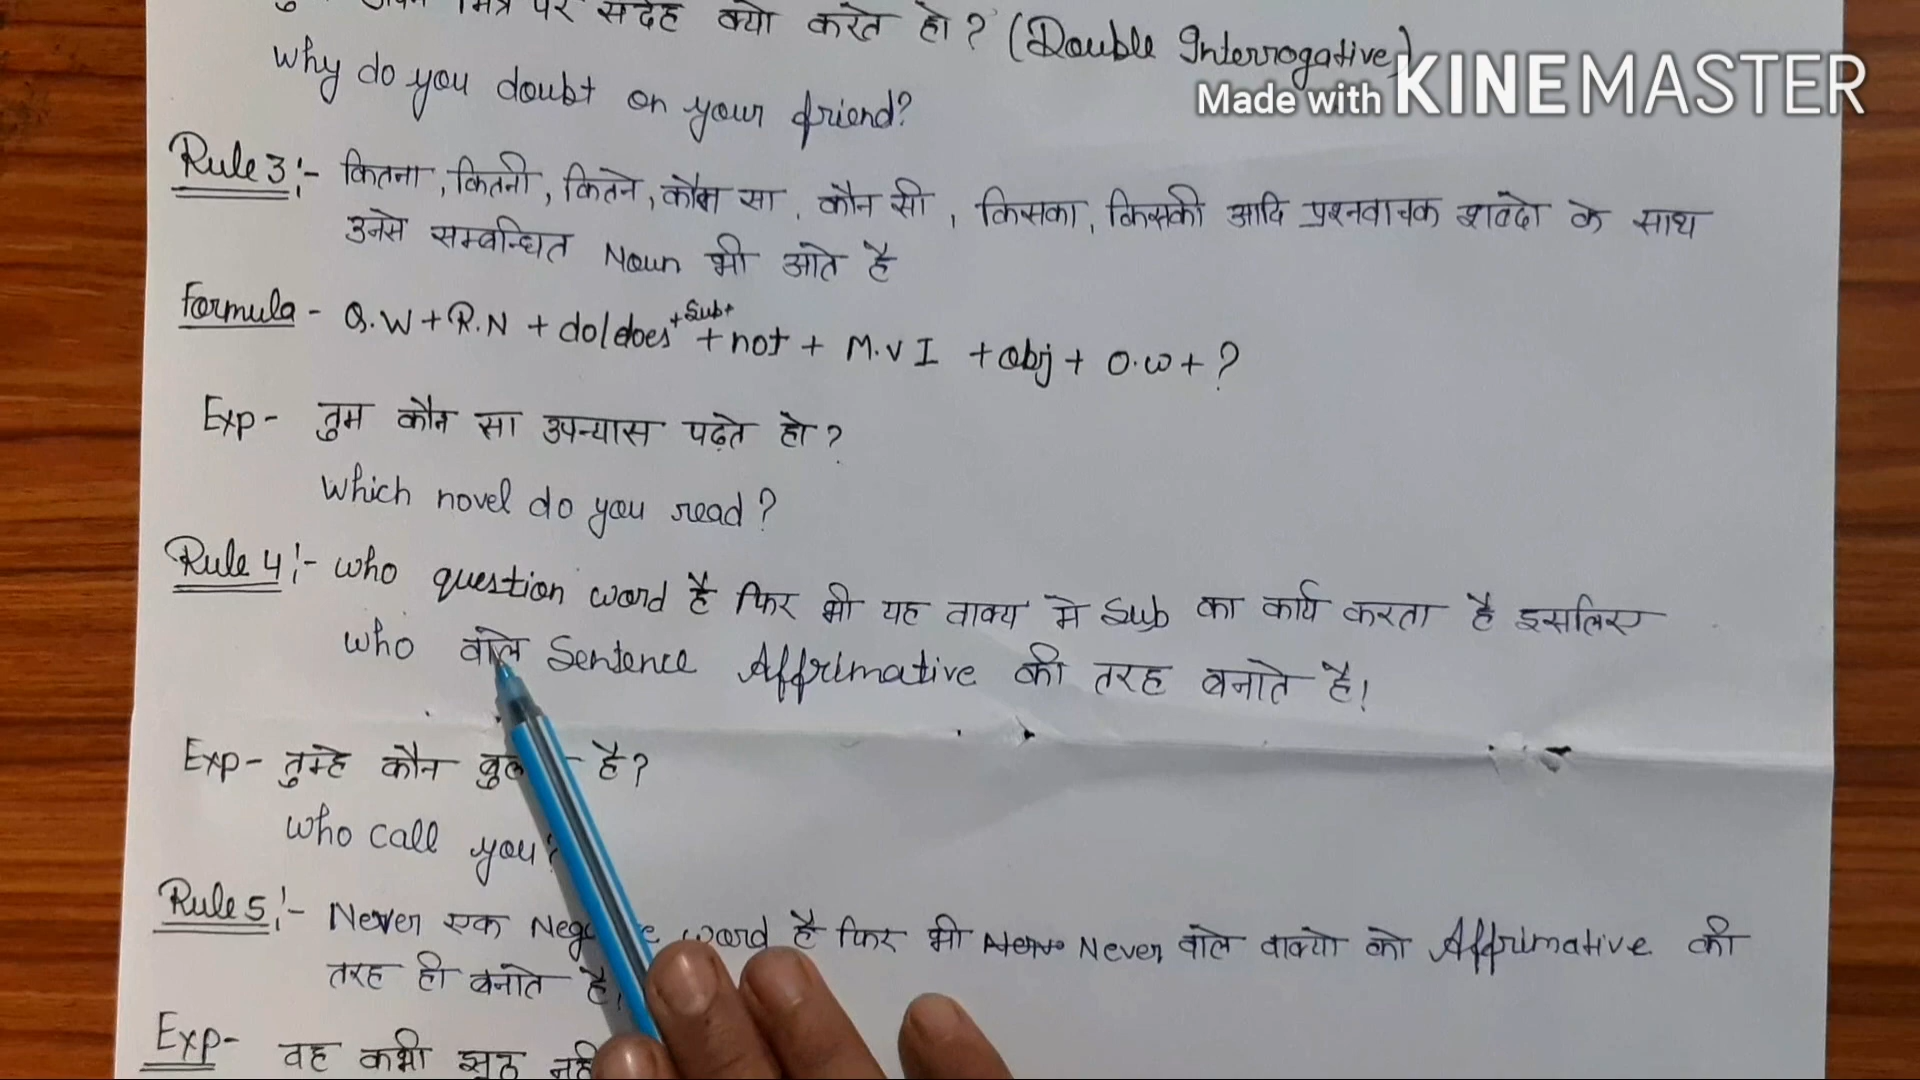 मित्र पर संदेह क्यो करते हो? (Double Interrogative)
Why do you doubt on your friend?
Made with KINEMASTER
Rule 3:- कितना, कितनी, कितने, कौन सा, कौन सी, किसका, किसकी आदि प्रश्नवाचक शब्दो के साथ
उनसे सम्बन्धित Noun भी आते है
Formula - Q.W + R.N + do/does + Sub + + not + M.V I + obj + O.W + ?
Exp - तुम कौन सा उपन्यास पढ़ते हो?
Which novel do you read?
Rule 4:- who question word है फिर भी यह वाक्य मे Sub का कार्य करता है इसलिए
who वाले Sentence Affrimative की तरह बनाते है।
Exp - तुम्हे कौन है?
Who call you?
Rule 5:- Never एक word है फिर भी Never वाले वाक्यो को Affrimative की
तरह ही बनाते है।
Exp- वह कभी झूठ नही